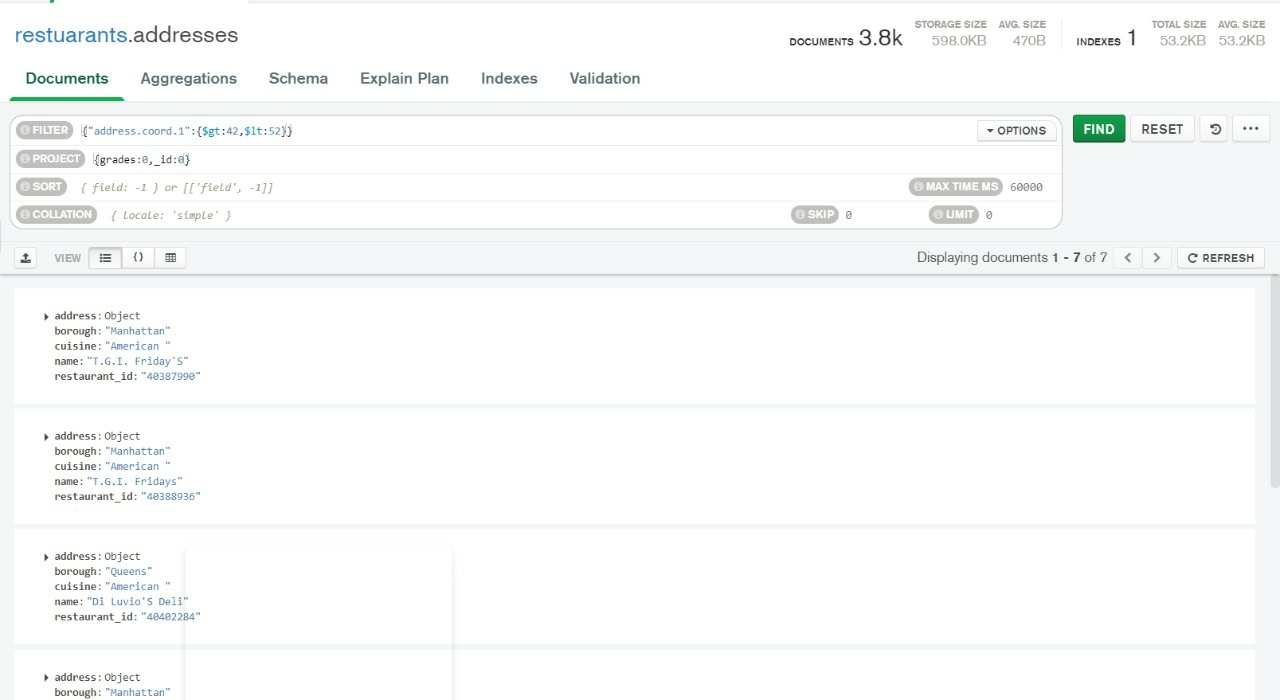 restuarants.addresses
DOCUMENTS 3.8k STORAGE SIZE 598.0KB AVG. SIZE 470B INDEXES 1 TOTAL SIZE 53.2KB AVG. SIZE 53.2KB
Documents Aggregations Schema Explain Plan Indexes Validation
FILTER {"address.coord.1":{$gt:42,$lt:52}} OPTIONS FIND RESET
PROJECT {grades:0,_id:0}
SORT { field: -1 } or [['field', -1]] MAX TIME MS 60000
COLLATION { locale: 'simple' } SKIP 0 LIMIT 0
VIEW {} Displaying documents 1 - 7 of 7 < > REFRESH
address: Object
borough: "Manhattan"
cuisine: "American "
name: "T.G.I. Friday'S"
restaurant_id: "40387990"
address: Object
borough: "Manhattan"
cuisine: "American "
name: "T.G.I. Fridays"
restaurant_id: "40388936"
address: Object
borough: "Queens"
cuisine: "American "
name: "Di Luvio'S Deli"
restaurant_id: "40402284"
address: Object
borough: "Manhattan"